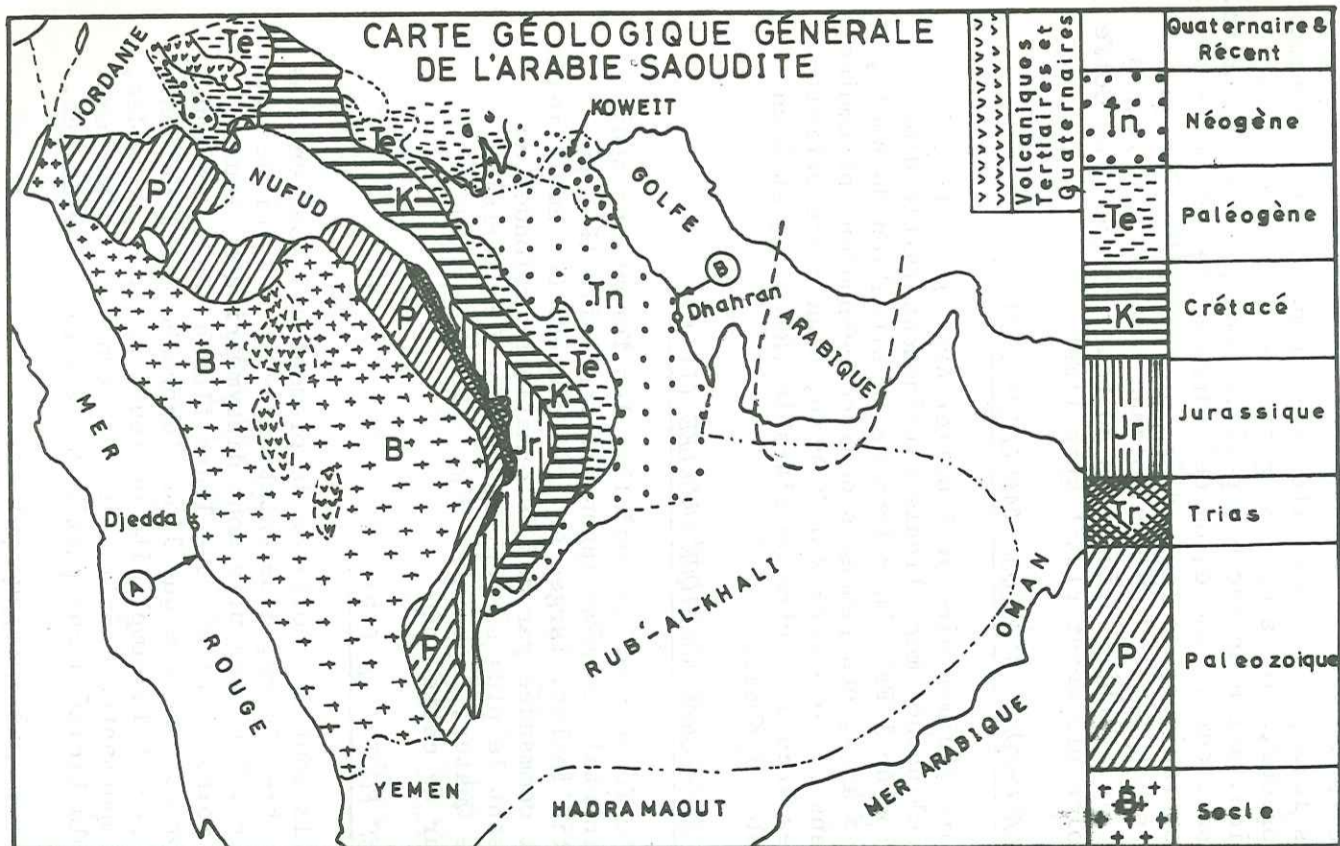 CARTE GÉOLOGIQUE GÉNÉRALE
DE L'ARABIE SAOUDITE
JORDANIE
Te
KOWEIT
Te
P
NUFUD
K
GOLFE
ARABIQUE
B
Dhahran
Tn
P
Te
K
Jr
B
B
MER
ROUGE
Djedda
A
P
RUB'-AL-KHALI
OMAN
YEMEN
HADRAMAOUT
MER ARABIQUE
Volcaniques
Tertiaires et
Quaternaires
Quaternaire &
Récent
Tn
Néogène
Te
Paléogène
K
Crétacé
Jr
Jurassique
Tr
Trias
P
Paleozoique
B
Socle